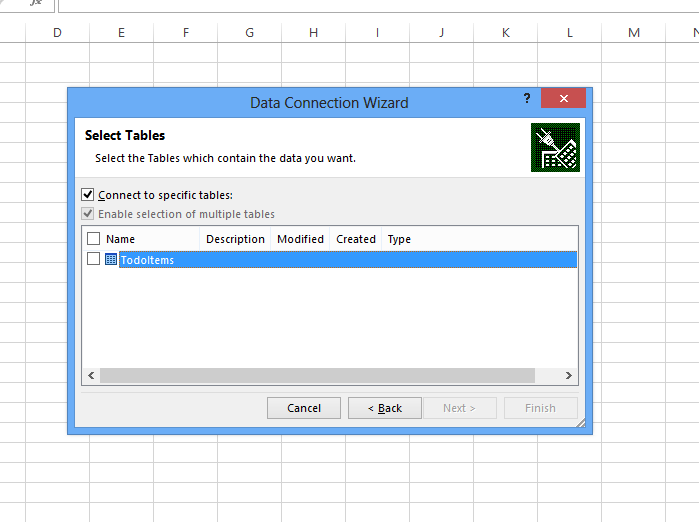 fx
D E F G H I J K L M N
Data Connection Wizard ?
Select Tables
Select the Tables which contain the data you want.
Connect to specific tables:
Enable selection of multiple tables
Name Description Modified Created Type
TodoItems
Cancel < Back Next > Finish